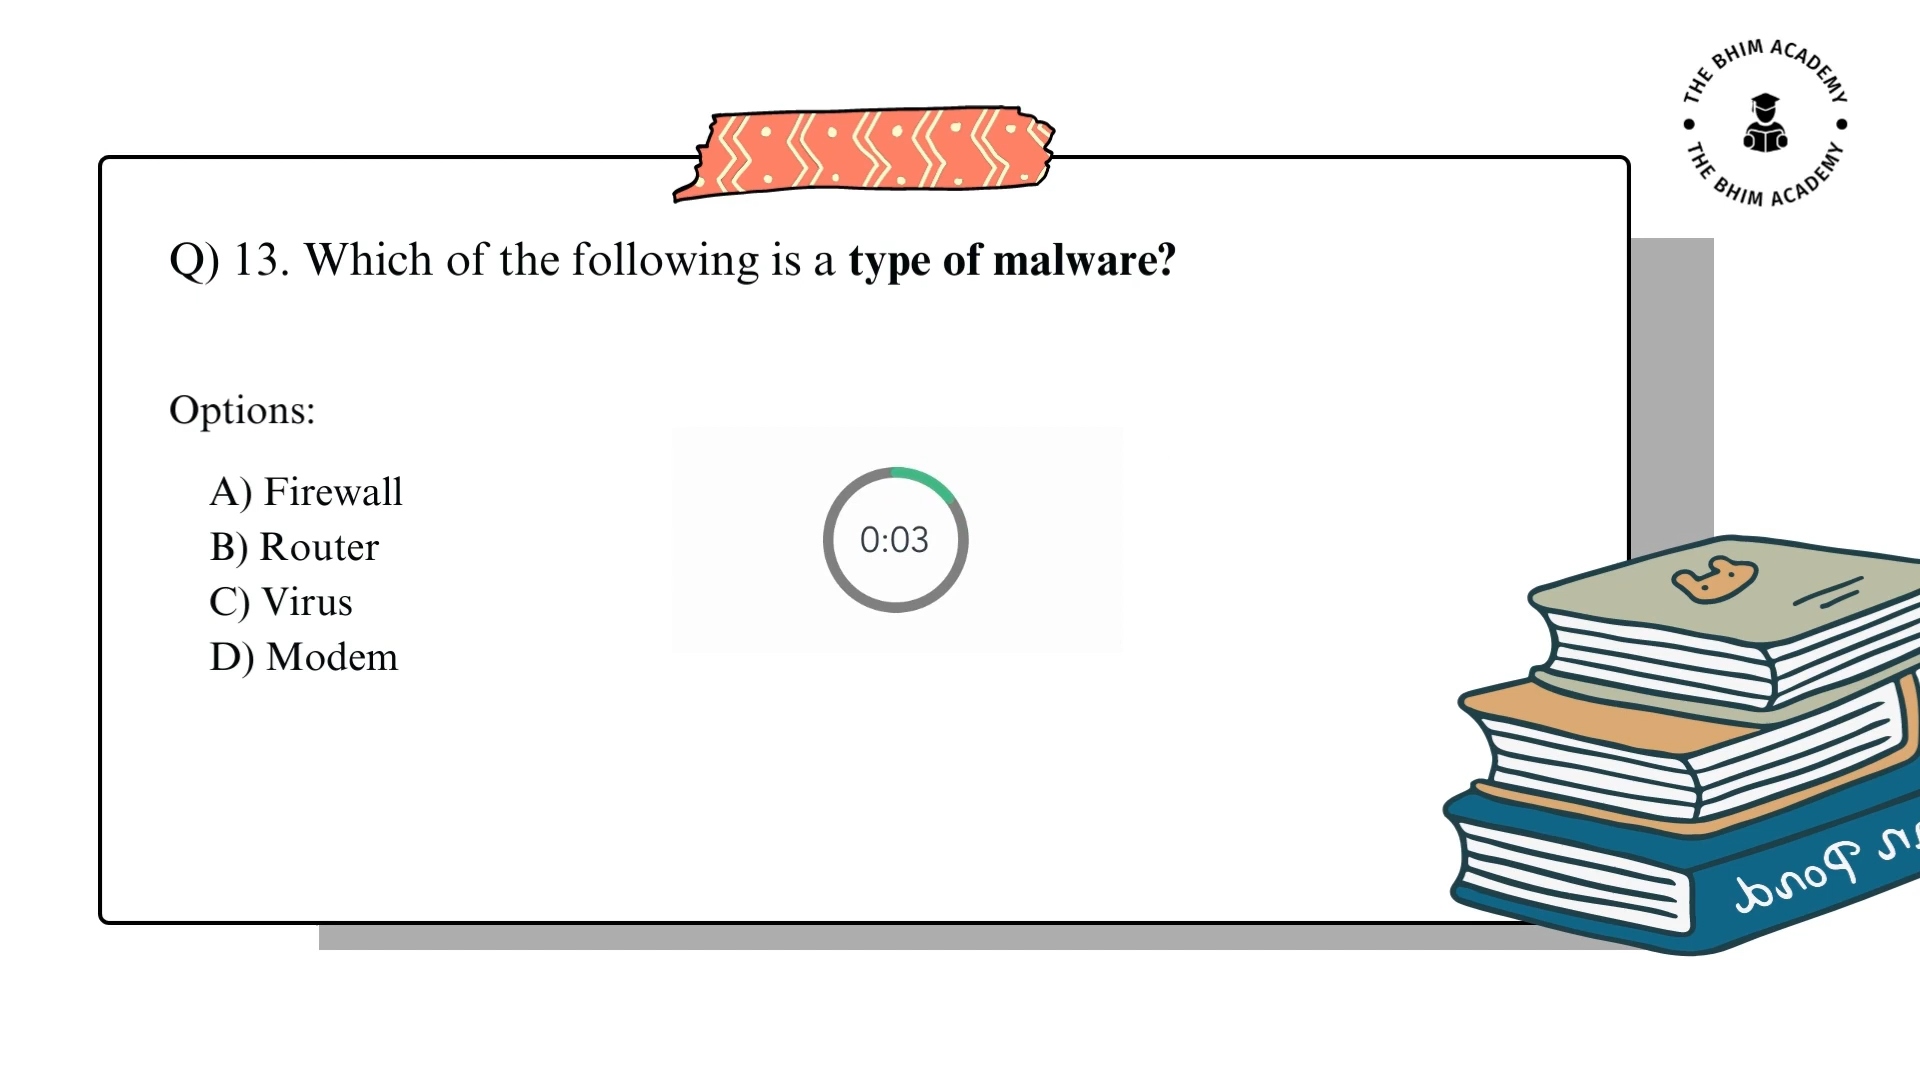 THE BHIM ACADEMY
THE BHIM ACADEMY
Q) 13. Which of the following is a type of malware?
Options:
A) Firewall
B) Router
C) Virus
D) Modem
0:03
Pond